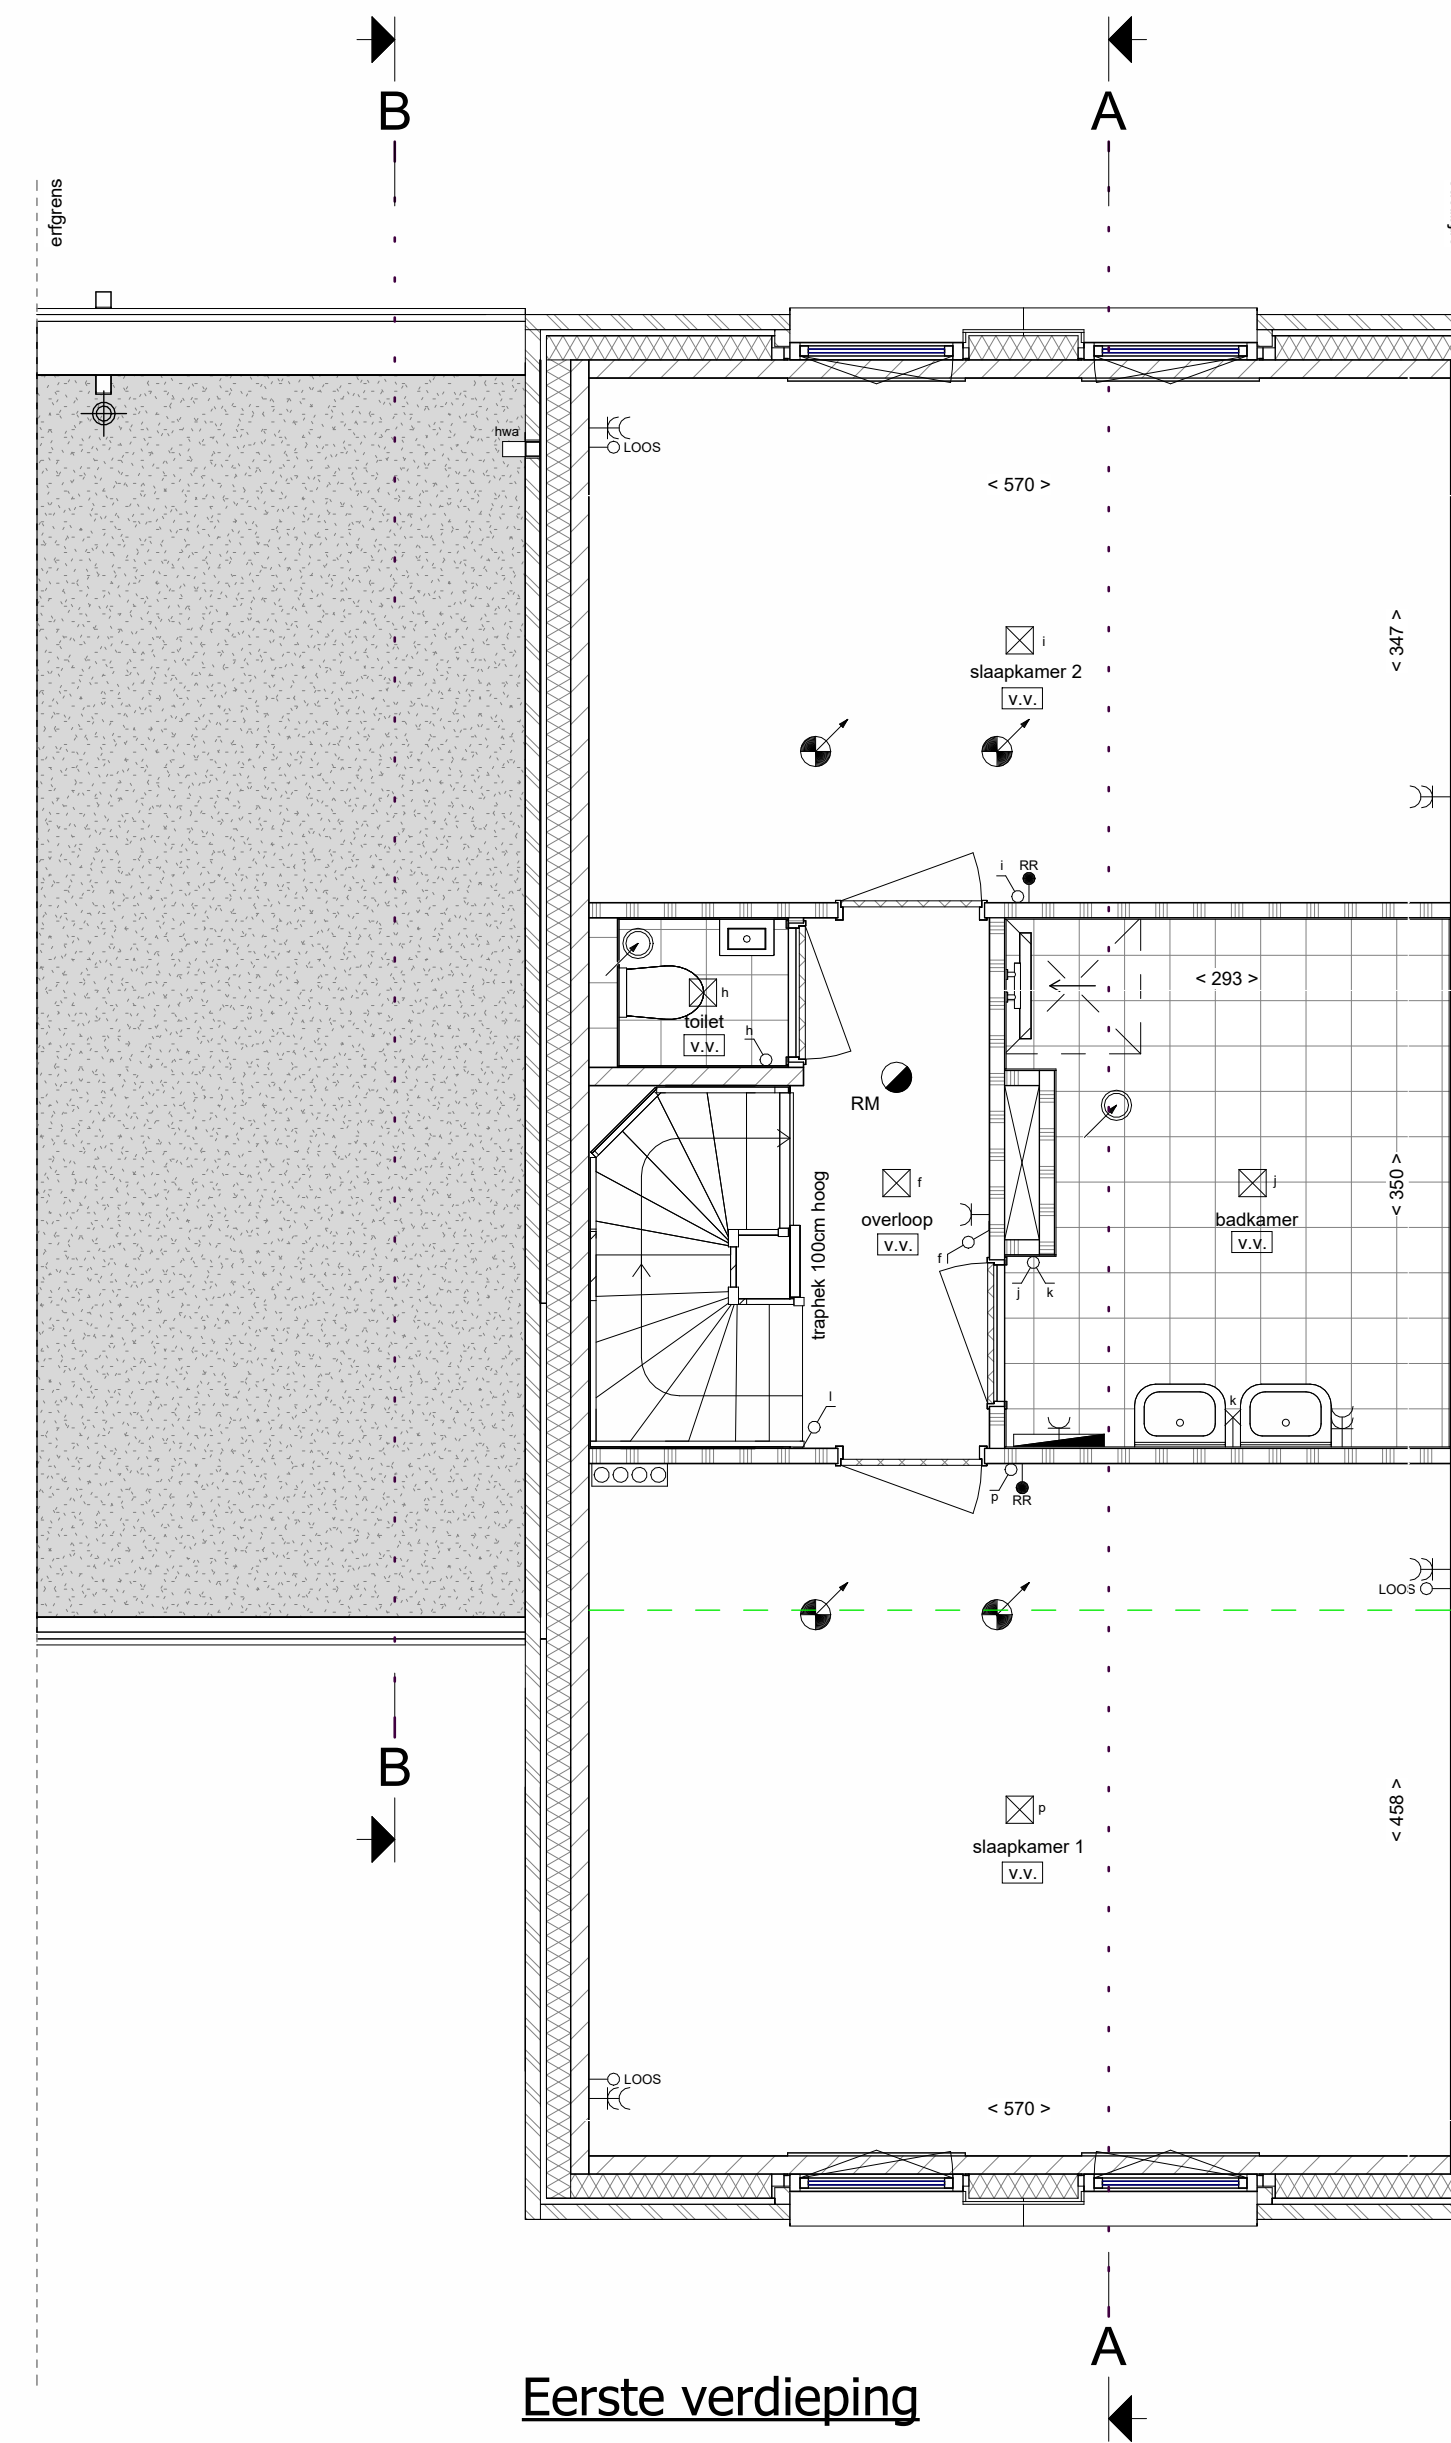 B
A
erfgrens
hwa
LOOS
< 570 >
< 347 >
i
slaapkamer 2
v.v.
i
RR
< 293 >
h
toilet
h
v.v.
RM
traphek 100cm hoog
f
overloop
v.v.
f
j
badkamer
v.v.
< 350 >
j
k
k
l
p
RR
LOOS
B
p
slaapkamer 1
v.v.
< 458 >
LOOS
< 570 >
A
Eerste verdieping